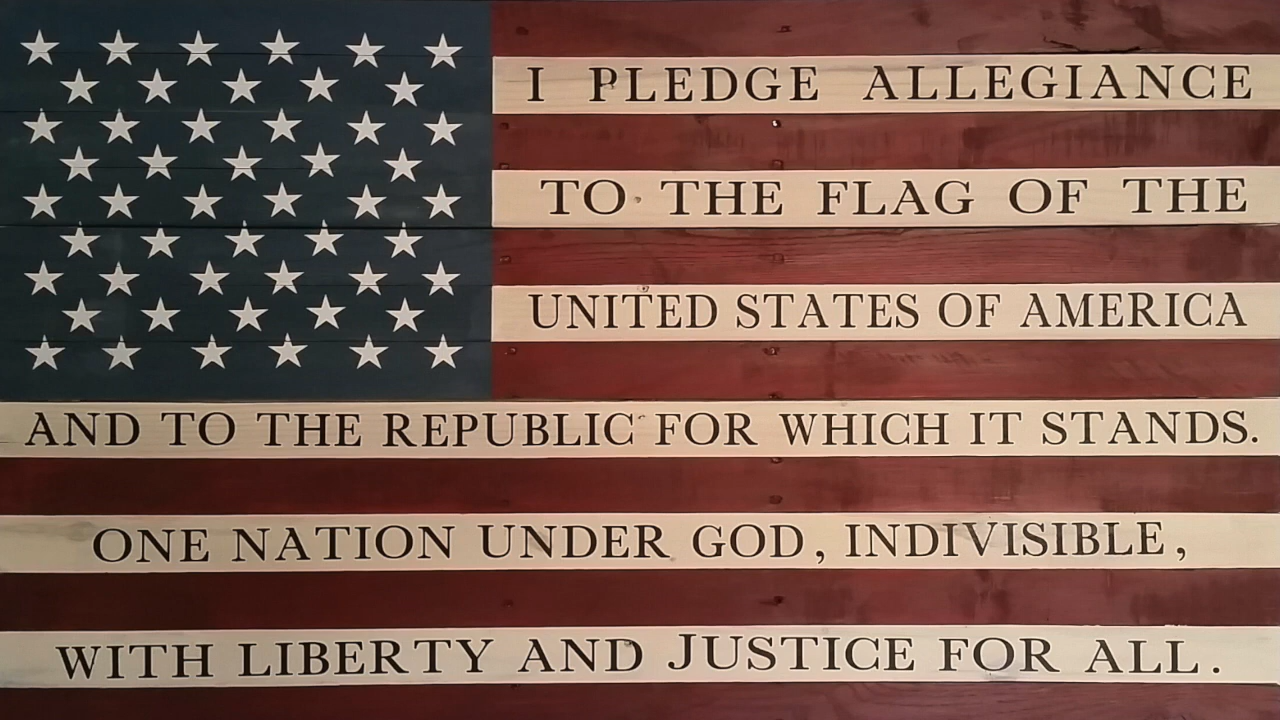 I PLEDGE ALLEGIANCE
TO THE FLAG OF THE
UNITED STATES OF AMERICA
AND TO THE REPUBLIC FOR WHICH IT STANDS.
ONE NATION UNDER GOD, INDIVISIBLE,
WITH LIBERTY AND JUSTICE FOR ALL.